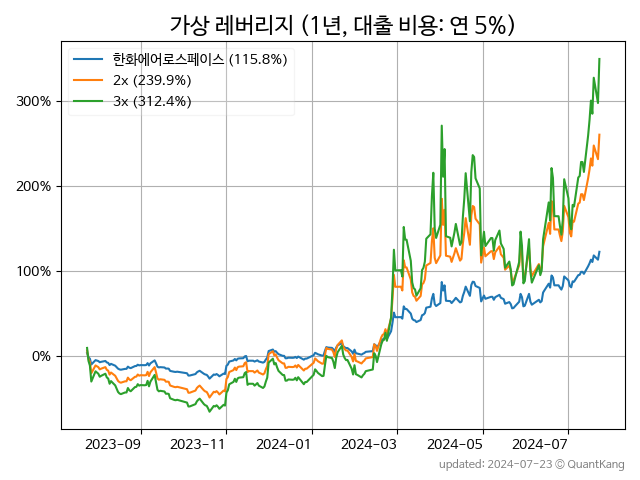 가상 레버리지 (1년, 대출 비용: 연 5%)
한화에어로스페이스 (115.8%)
2x (239.9%)
3x (312.4%)
300%
200%
100%
0%
2023-09 2023-11 2024-01 2024-03 2024-05 2024-07
updated: 2024-07-23 © QuantKang